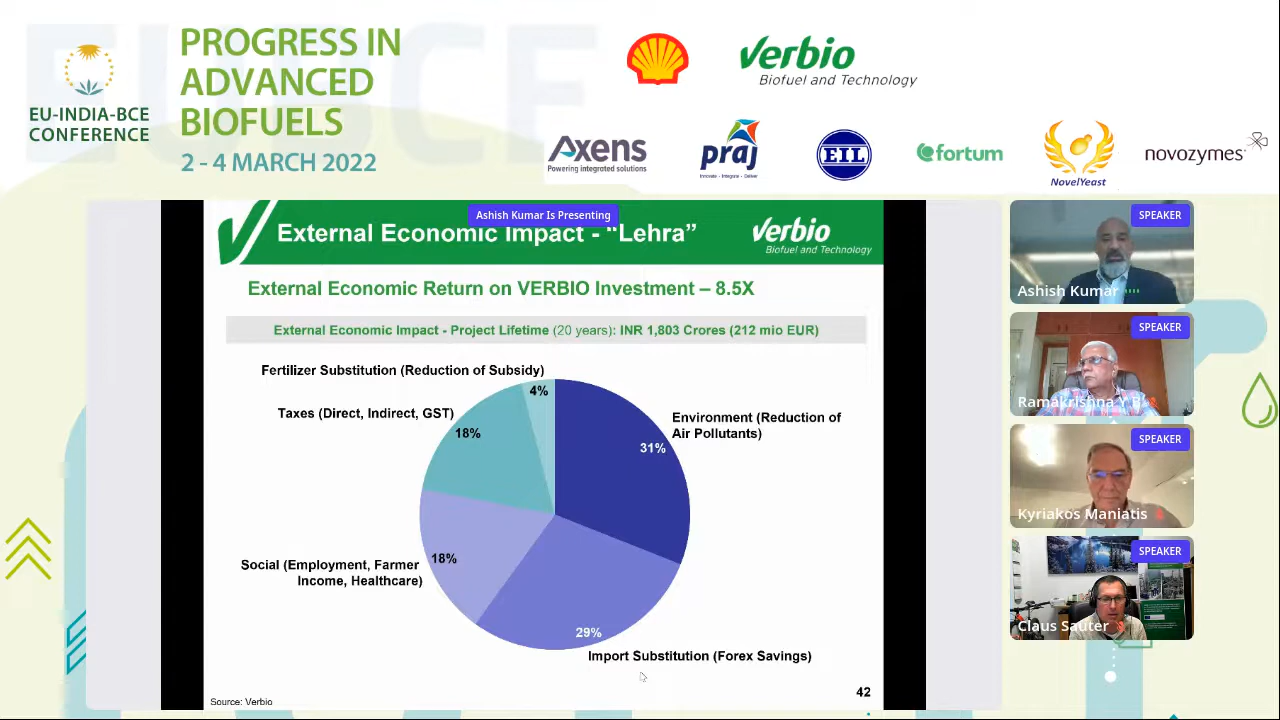 EU-INDIA-BCE
CONFERENCE
PROGRESS IN
ADVANCED
BIOFUELS
2 - 4 MARCH 2022
Verbio
Biofuel and Technology
Axens
Powering integrated solutions
praj
Innovate • Integrate • Deliver
EIL
fortum
NovelYeast
novozymes
Ashish Kumar Is Presenting
External Economic Impact - “Lehra”
Verbio
Biofuel and Technology
External Economic Return on VERBIO Investment – 8.5X
External Economic Impact - Project Lifetime (20 years): INR 1,803 Crores (212 mio EUR)
Fertilizer Substitution (Reduction of Subsidy)
4%
Taxes (Direct, Indirect, GST)
18%
Environment (Reduction of
Air Pollutants)
31%
Social (Employment, Farmer
Income, Healthcare)
18%
29%
Import Substitution (Forex Savings)
Source: Verbio
42
SPEAKER
Ashish Kumar
SPEAKER
Ramakrishna Y B
SPEAKER
Kyriakos Maniatis
SPEAKER
Claus Sauter